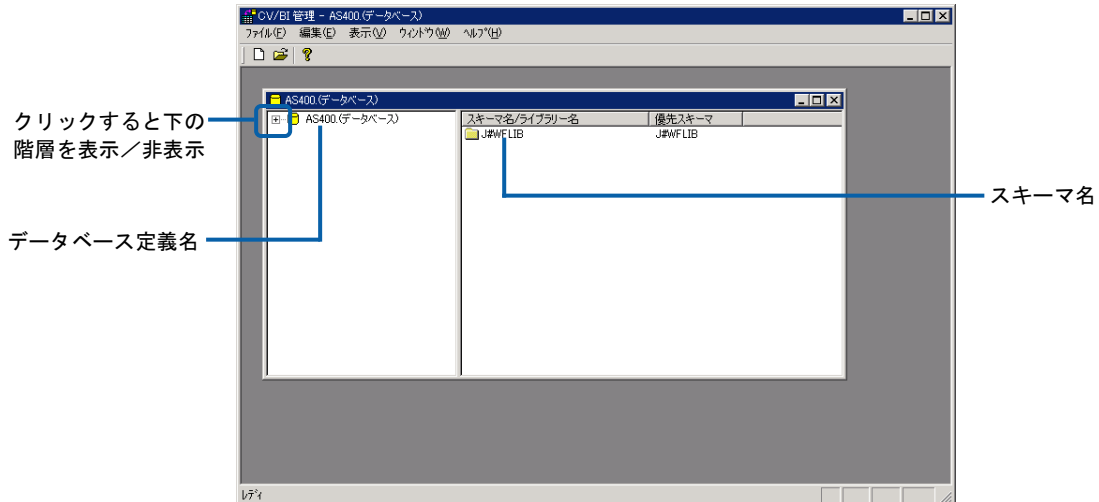 CV/BI 管理 - AS400.(データベース)
ファイル(F) 編集(E) 表示(V) ウィンドウ(W) ヘルプ(H)
AS400.(データベース)
AS400.(データベース)
スキーマ名/ライブラリー名 優先スキーマ
J#WFLIB J#WFLIB
クリックすると下の
階層を表示/非表示
データベース定義名
スキーマ名
レディ